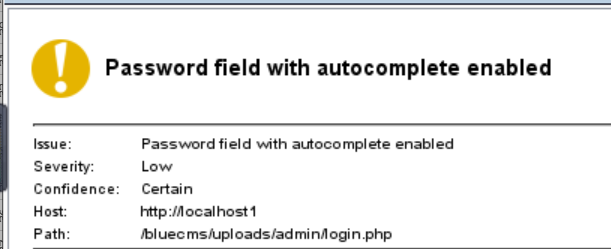 Password field with autocomplete enabled
Issue: Password field with autocomplete enabled
Severity: Low
Confidence: Certain
Host: http://localhost1
Path: /bluecms/uploads/admin/login.php